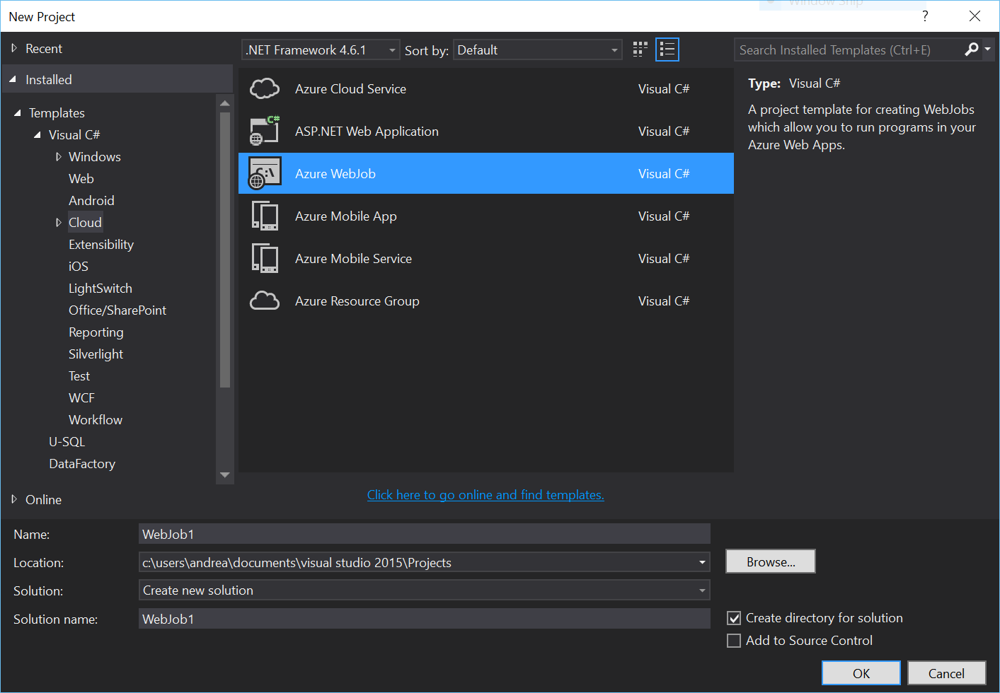 Window Snip
New Project
?
Recent
Installed
Templates
Visual C#
Windows
Web
Android
Cloud
Extensibility
iOS
LightSwitch
Office/SharePoint
Reporting
Silverlight
Test
WCF
Workflow
U-SQL
DataFactory
Online
.NET Framework 4.6.1
Sort by: Default
Search Installed Templates (Ctrl+E)
Azure Cloud Service Visual C#
C#
ASP.NET Web Application Visual C#
C:\
Azure WebJob Visual C#
Azure Mobile App Visual C#
Azure Mobile Service Visual C#
Azure Resource Group Visual C#
Click here to go online and find templates.
Type: Visual C#
A project template for creating WebJobs
which allow you to run programs in your
Azure Web Apps.
Name: WebJob1
Location: c:\users\andrea\documents\visual studio 2015\Projects
Browse...
Solution: Create new solution
Solution name: WebJob1
Create directory for solution
Add to Source Control
OK
Cancel